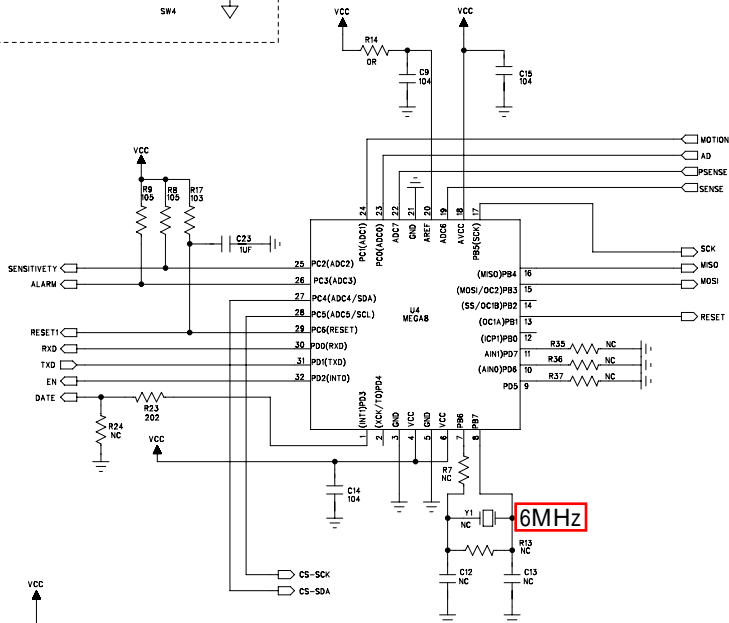 SW4
VCC
VCC
R14
0R
C9
104
C15
104
MOTION
AD
PSENSE
SENSE
VCC
R9
105
R8
105
R17
103
24
23
22
21
20
19
18
17
PC1(ADC1)
PC0(ADC0)
ADC7
GND
AREF
ADC6
AVCC
PB5(SCK)
C23
1UF
SCK
MISO
MOSI
RESET
SENSITIVETY
ALARM
RESET1
RXD
TXD
EN
DATE
25 PC2(ADC2)
26 PC3(ADC3)
27 PC4(ADC4/SDA)
28 PC5(ADC5/SCL)
29 PC6(RESET)
30 PD0(RXD)
31 PD1(TXD)
32 PD2(INT0)
U4
MEGA8
(MISO)PB4 16
(MOSI/OC2)PB3 15
(SS/OC1B)PB2 14
(OC1A)PB1 13
(ICP1)PB0 12
AIN1)PD7 11
(AIN0)PD6 10
PD5 9
R35 NC
R36 NC
R37 NC
R23
202
R24
NC
(INT1)PD3
(XCK/T0)PD4
GND
VCC
GND
VCC
PB6
PB7
1
2
3
4
5
6
7
8
VCC
C14
104
R7
NC
Y1
NC
6MHz
R13
NC
C12
NC
C13
NC
CS-SCK
CS-SDA
VCC